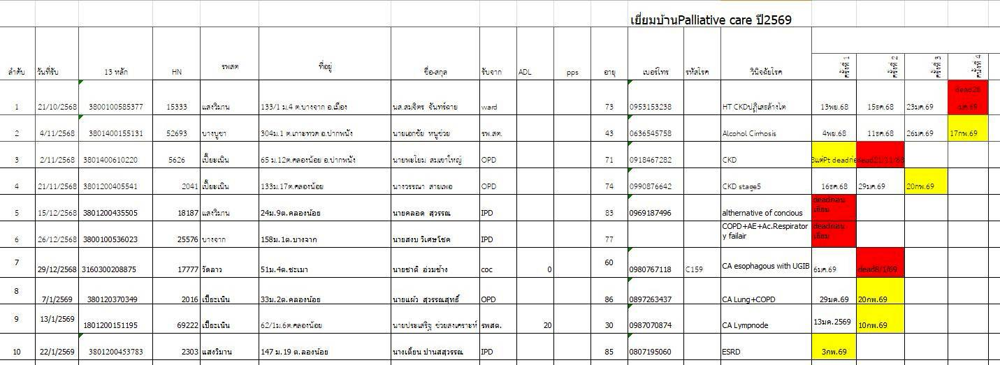 เยี่ยมบ้านPalliative care ปี2569
ลำดับ วันที่รับ 13 หลัก HN รพสต ที่อยู่ ชื่อ-สกุล รับจาก ADL pps อายุ เบอร์โทร รหัสโรค วินิจฉัยโรค ครั้งที่ 1 ครั้งที่ 2 ครั้งที่ 3 ครั้งที่ 4
1 21/10/2568 3800100585377 15333 แสงวิมาน 133/1 ม.4 ต.บางจาก อ.เมือง นส.สมจิตร จันทร์ฉาย ward 73 0953153238 HT CKDปฏิเสธล้างไต 13พย.68 15ธค.68 23มค.69 dead26 มค.69
2 4/11/2568 3801400155131 52693 บางบูชา 304ม.1 ต.เกาะทวด อ.ปากพนัง นายเอกชัย หนูช่วย รพ.สต. 43 0636545758 Alcohol Cirrhosis 4พย.68 11ธค.68 26มค.69 17กพ.69
3 2/11/2568 3801400610220 5626 เปี๊ยะเนิน 65 ม.12ต.คลองน้อย อ.ปากพนัง นายพะโยม สมเขาใหญ่ OPD 71 0918467282 CKD 3แต่Pt deadก่อ dead21/11/68
4 21/11/2568 3801200405541 2041 เปี๊ยะเนิน 133ม.17ต.คลองน้อย นางวรรณา สายเพอ OPD 74 0990876642 CKD stage5 16ธค.68 29มค.69 20กพ.69
5 15/12/2568 3801200435505 18187 แสงวิมาน 24ม.9ต.คลองน้อย นายคลอด สุวรรณ IPD 83 0969187496 althernative of concious deadก่อน
เยี่ยม
6 26/12/2568 3800100536023 25576 บางจาก 158ม.1ต.บางจาก นายสงบ วิเศษโชค IPD 77 COPD+AE+Ac.Respirator
y failair deadก่อน
เยี่ยม
7 29/12/2568 3160300208875 17777 วัดลาว 51ม.4ต.ชะเมา นายชาติ อ่วมช้าง coc 0 60 0980767118 C159 CA esophagous with UGIB 6มค.69 dead8/1/69
8 7/1/2569 380120370349 2016 เปี๊ยะเนิน 33ม.2ต.คลองน้อย นายแผ้ว สุวรรณสุทธิ์ OPD 86 0897263437 CA Lung+COPD 29มค.69 20กพ.69
9 13/1/2569 1801200151195 69222 เปี๊ยะเนิน 62/1ม.6ต.คลองน้อย นายประเสริฐ ช่วยสงเคราะห์ รพสต. 20 30 0987070874 CA Lympnode 13มค.2569 10กพ.69
10 22/1/2569 3801200453783 2303 แสงวิมาน 147 ม.19 ต.ลองน้อย นางเตี้ยน ปานสสุวรรณ IPD 85 0807195060 ESRD 3กพ.69